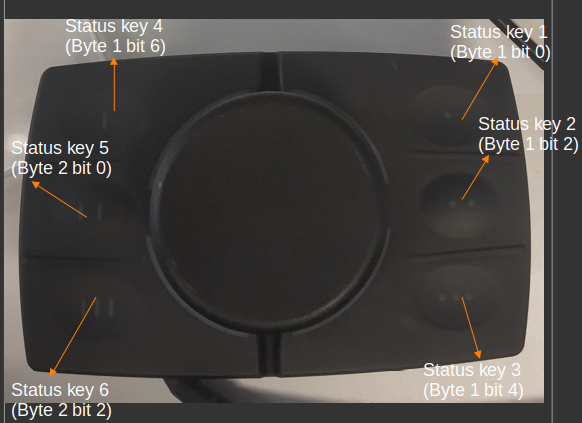 Status key 4
(Byte 1 bit 6)
Status key 1
(Byte 1 bit 0)
Status key 2
(Byte 1 bit 2)
Status key 5
(Byte 2 bit 0)
Status key 3
(Byte 1 bit 4)
Status key 6
(Byte 2 bit 2)